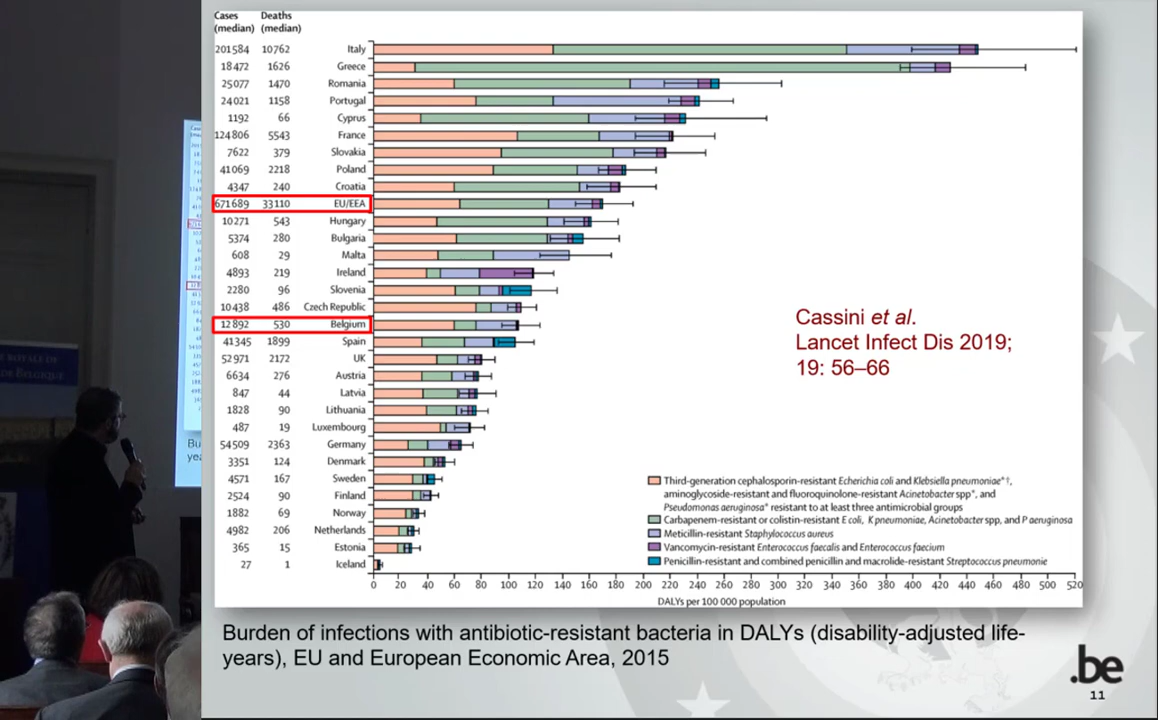 Cases Deaths
(median) (median)
201584 10762 Italy
18472 1626 Greece
25077 1470 Romania
24021 1158 Portugal
1192 66 Cyprus
124806 5543 France
7622 379 Slovakia
41069 2218 Poland
4347 240 Croatia
671689 33110 EU/EEA
10271 543 Hungary
5374 280 Bulgaria
608 29 Malta
4893 219 Ireland
2280 96 Slovenia
10438 486 Czech Republic
12892 530 Belgium
41345 1899 Spain
52971 2172 UK
6634 276 Austria
847 44 Latvia
1828 90 Lithuania
487 19 Luxembourg
54509 2363 Germany
3351 124 Denmark
4571 167 Sweden
2524 90 Finland
1882 69 Norway
4982 206 Netherlands
365 15 Estonia
27 1 Iceland
0 20 40 60 80 100 120 140 160 180 200 220 240 260 280 300 320 340 360 380 400 420 440 460 480 500 520
DALYs per 100 000 population
Third-generation cephalosporin-resistant Escherichia coli and Klebsiella pneumoniae*†,
aminoglycoside-resistant and fluoroquinolone-resistant Acinetobacter spp*, and
Pseudomonas aeruginosa* resistant to at least three antimicrobial groups
Carbapenem-resistant or colistin-resistant E coli, K pneumoniae, Acinetobacter spp, and P aeruginosa
Meticillin-resistant Staphylococcus aureus
Vancomycin-resistant Enterococcus faecalis and Enterococcus faecium
Penicillin-resistant and combined penicillin and macrolide-resistant Streptococcus pneumonie
Cassini et al.
Lancet Infect Dis 2019;
19: 56–66
Burden of infections with antibiotic-resistant bacteria in DALYs (disability-adjusted life-
years), EU and European Economic Area, 2015
.be
11
ROYALE DE
DE BELGIQUE
Bu
yea